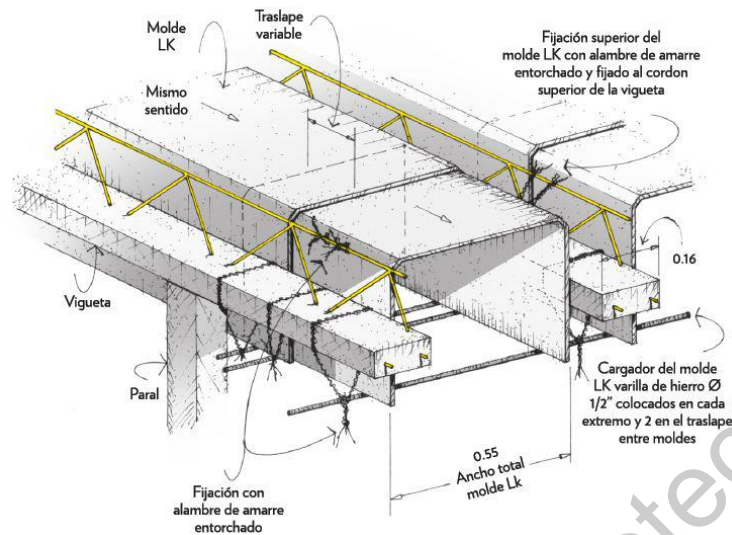 Molde
LK
Traslape
variable
Fijación superior del
molde LK con alambre de amarre
entorchado y fijado al cordon
superior de la vigueta
Mismo
sentido
0.16
Vigueta
Paral
Cargador del molde
LK varilla de hierro Ø
1/2" colocados en cada
extremo y 2 en el traslape
entre moldes
0.55
Ancho total
molde Lk
Fijación con
alambre de amarre
entorchado